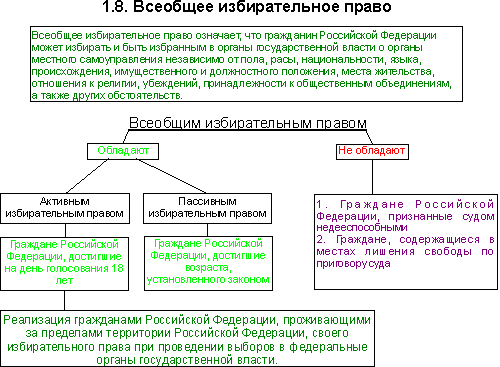 1.8. Всеобщее избирательное право
Всеобщее избирательное право означает, что гражданин Российской Федерации
может избирать и быть избранным в органы государственной власти о органы
местного самоуправления независимо от пола, расы, национальности, языка,
происхождения, имущественного и должностного положения, места жительства,
отношения к религии, убеждений, принадлежности к общественным объединениям,
а также других обстоятельств.
Всеобщим избирательным правом
Обладают
Не обладают
Активным
избирательным правом
Пассивным
избирательным правом
Граждане Российской
Федерации, достигшие
на день голосования 18
лет
Граждане Российской
Федерации, достигшие
возраста,
установленного законом
1. Граждане Российской
Федерации, признанные судом
недееспособными
2. Граждане, содержащиеся в
местах лишения свободы по
приговору суда
Реализация гражданами Российской Федерации, проживающими
за пределами территории Российской Федерации, своего
избирательного права при проведении выборов в федеральные
органы государственной власти.